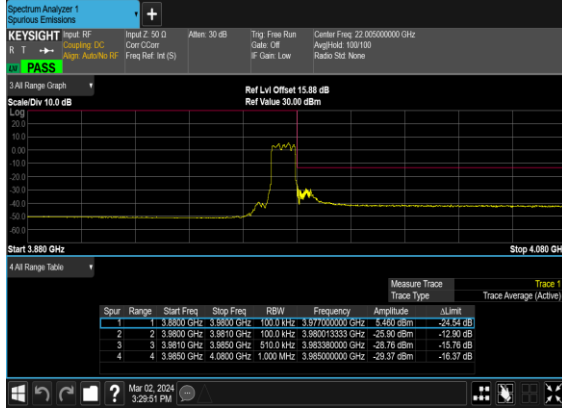 Spectrum Analyzer 1
Spurious Emissions
+
KEYSIGHT Input: RF Input Z: 50 Ω Atten: 30 dB Trig: Free Run Center Freq: 22.005000000 GHz
R T Coupling: DC Corr CCorr Gate: Off Avg|Hold: 100/100
Align: Auto/No RF Freq Ref: Int (S) IF Gain: Low Radio Std: None
PASS
3 All Range Graph
Ref Lvl Offset 15.88 dB
Scale/Div 10.0 dB Ref Value 30.00 dBm
Log
20.0
10.0
0.00
-10.0
-20.0
-30.0
-40.0
-50.0
-60.0
Start 3.880 GHz Stop 4.080 GH
4 All Range Table
Measure Trace Trace 1
Trace Type Trace Average (Active)
Spur Range Start Freq Stop Freq RBW Frequency Amplitude ΔLimit
1 1 3.8800 GHz 3.9800 GHz 100.0 kHz 3.977000000 GHz 5.460 dBm -24.54 dB
2 2 3.9800 GHz 3.9810 GHz 100.0 kHz 3.980013333 GHz -25.90 dBm -12.90 dB
3 3 3.9810 GHz 3.9850 GHz 510.0 kHz 3.983380000 GHz -28.76 dBm -15.76 dB
4 4 3.9850 GHz 4.0800 GHz 1.000 MHz 3.985000000 GHz -29.37 dBm -16.37 dB
?
Mar 02, 2024
3:29:51 PM